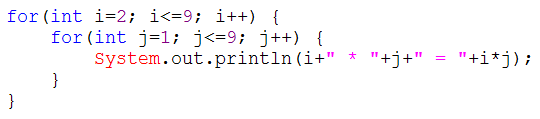 for(int i=2; i<=9; i++) {
    for(int j=1; j<=9; j++) {
        System.out.println(i+" * "+j+" = "+i*j);
    }
}